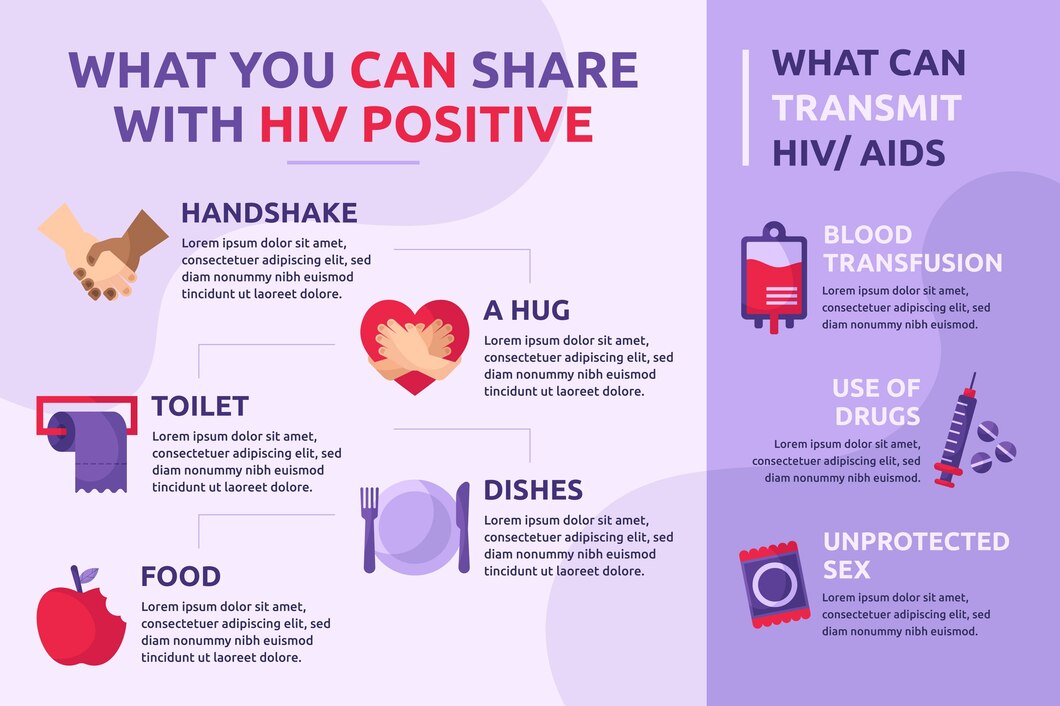 WHAT YOU CAN SHARE
WITH HIV POSITIVE
HANDSHAKE
Lorem ipsum dolor sit amet,
consectetuer adipiscing elit, sed
diam nonummy nibh euismod
tincidunt ut laoreet dolore.
A HUG
Lorem ipsum dolor sit amet,
consectetuer adipiscing elit, sed
diam nonummy nibh euismod
tincidunt ut laoreet dolore.
TOILET
Lorem ipsum dolor sit amet,
consectetuer adipiscing elit, sed
diam nonummy nibh euismod
tincidunt ut laoreet dolore.
DISHES
Lorem ipsum dolor sit amet,
consectetuer adipiscing elit, sed
diam nonummy nibh euismod
tincidunt ut laoreet dolore.
FOOD
Lorem ipsum dolor sit amet,
consectetuer adipiscing elit, sed
diam nonummy nibh euismod
tincidunt ut laoreet dolore.
WHAT CAN
TRANSMIT
HIV/ AIDS
BLOOD
TRANSFUSION
Lorem ipsum dolor sit amet,
consectetuer adipiscing elit, sed
diam nonummy nibh euismod.
USE OF
DRUGS
Lorem ipsum dolor sit amet,
consectetuer adipiscing elit, sed
diam nonummy nibh euismod.
UNPROTECTED
SEX
Lorem ipsum dolor sit amet,
consectetuer adipiscing elit, sed
diam nonummy nibh euismod.